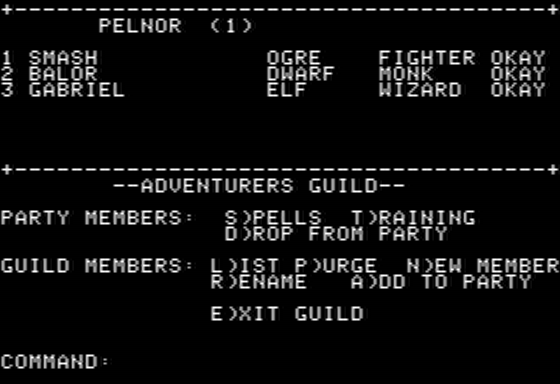 +---------------------------------------+
PELNOR (1)
1 SMASH OGRE FIGHTER OKAY
2 BALOR DWARF MONK OKAY
3 GABRIEL ELF WIZARD OKAY
+---------------------------------------+
--ADVENTURERS GUILD--
PARTY MEMBERS: S)PELLS T)RAINING
D)ROP FROM PARTY
GUILD MEMBERS: L)IST P)URGE N)EW MEMBER
R)ENAME A)DD TO PARTY
E)XIT GUILD
COMMAND: